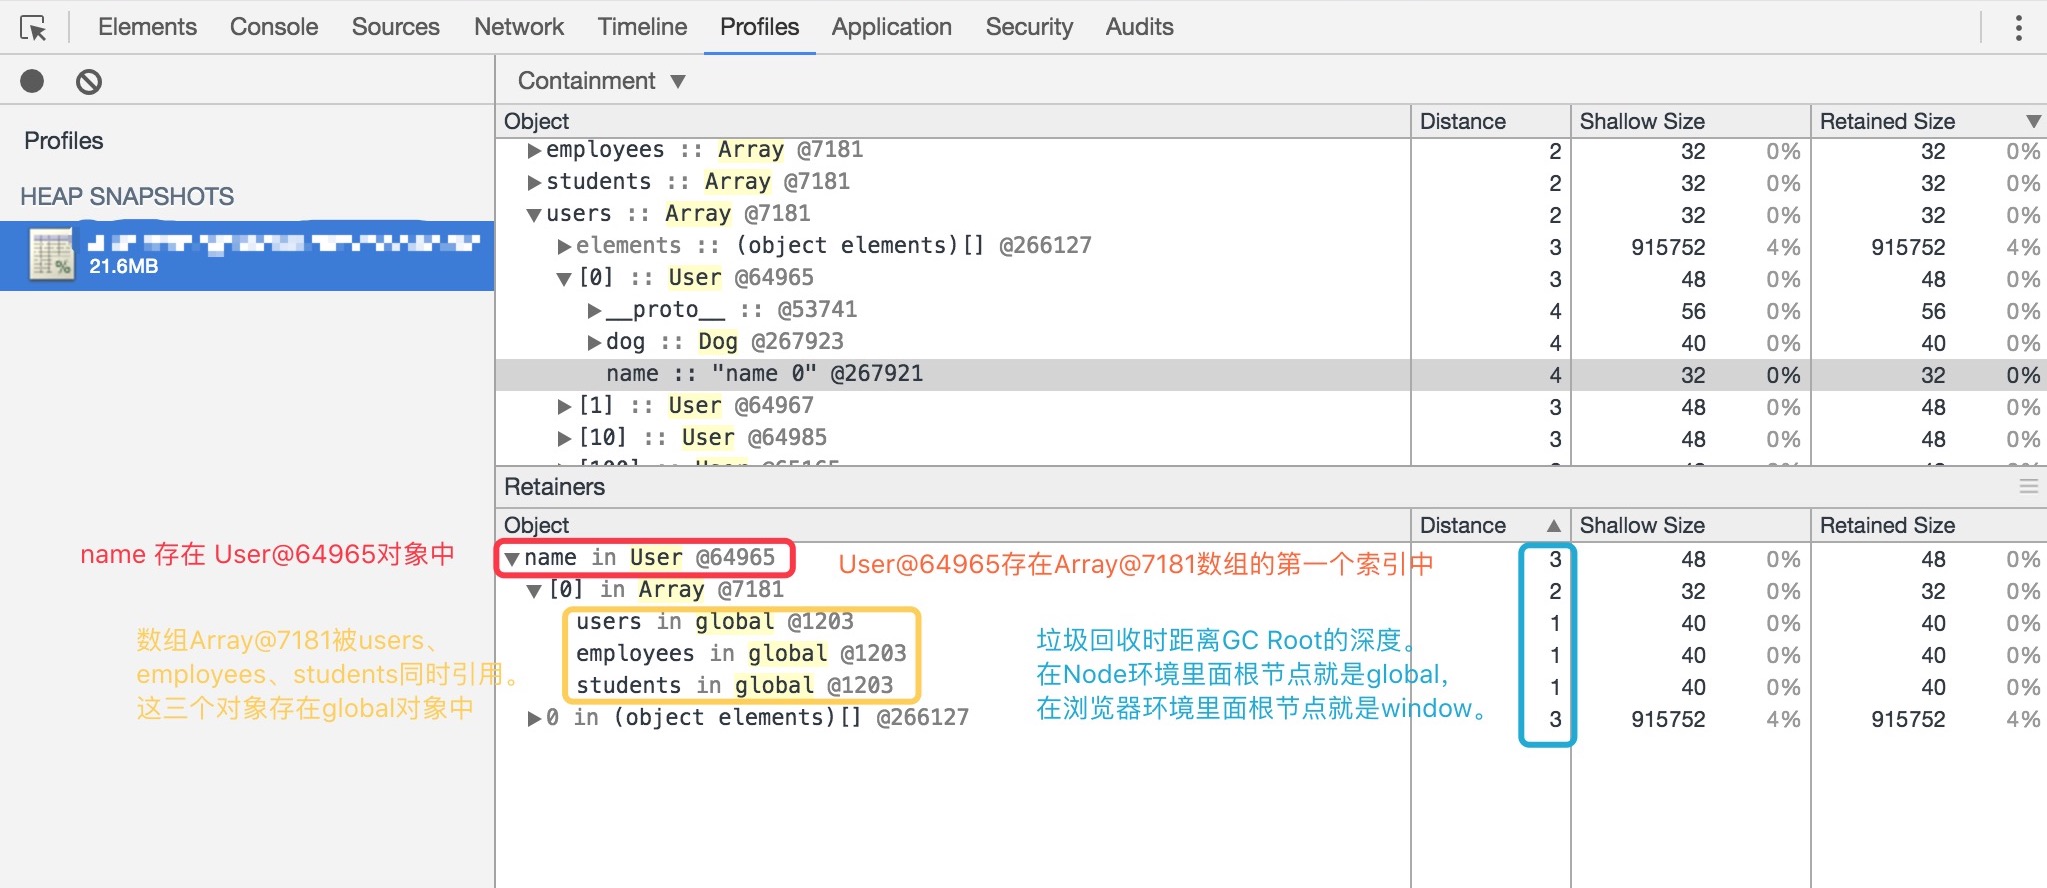 Elements Console Sources Network Timeline Profiles Application Security Audits
Containment ▼
Profiles
HEAP SNAPSHOTS
21.6MB
Object Distance Shallow Size Retained Size ▼
▶employees :: Array @7181 2 32 0% 32 0%
▶students :: Array @7181 2 32 0% 32 0%
▼users :: Array @7181 2 32 0% 32 0%
▶elements :: (object elements)[] @266127 3 915752 4% 915752 4%
▼[0] :: User @64965 3 48 0% 48 0%
▶__proto__ :: @53741 4 56 0% 56 0%
▶dog :: Dog @267923 4 40 0% 40 0%
name :: "name 0" @267921 4 32 0% 32 0%
▶[1] :: User @64967 3 48 0% 48 0%
▶[10] :: User @64985 3 48 0% 48 0%
Retainers
Object Distance ▲ Shallow Size Retained Size
▼name in User @64965 3 48 0% 48 0%
▼[0] in Array @7181 2 32 0% 32 0%
users in global @1203 1 40 0% 40 0%
employees in global @1203 1 40 0% 40 0%
students in global @1203 1 40 0% 40 0%
▶0 in (object elements)[] @266127 3 915752 4% 915752 4%
name 存在 User@64965对象中
User@64965存在Array@7181数组的第一个索引中
数组Array@7181被users、
employees、students同时引用。
这三个对象存在global对象中
垃圾回收时距离GC Root的深度。
在Node环境里面根节点就是global，
在浏览器环境里面根节点就是window。